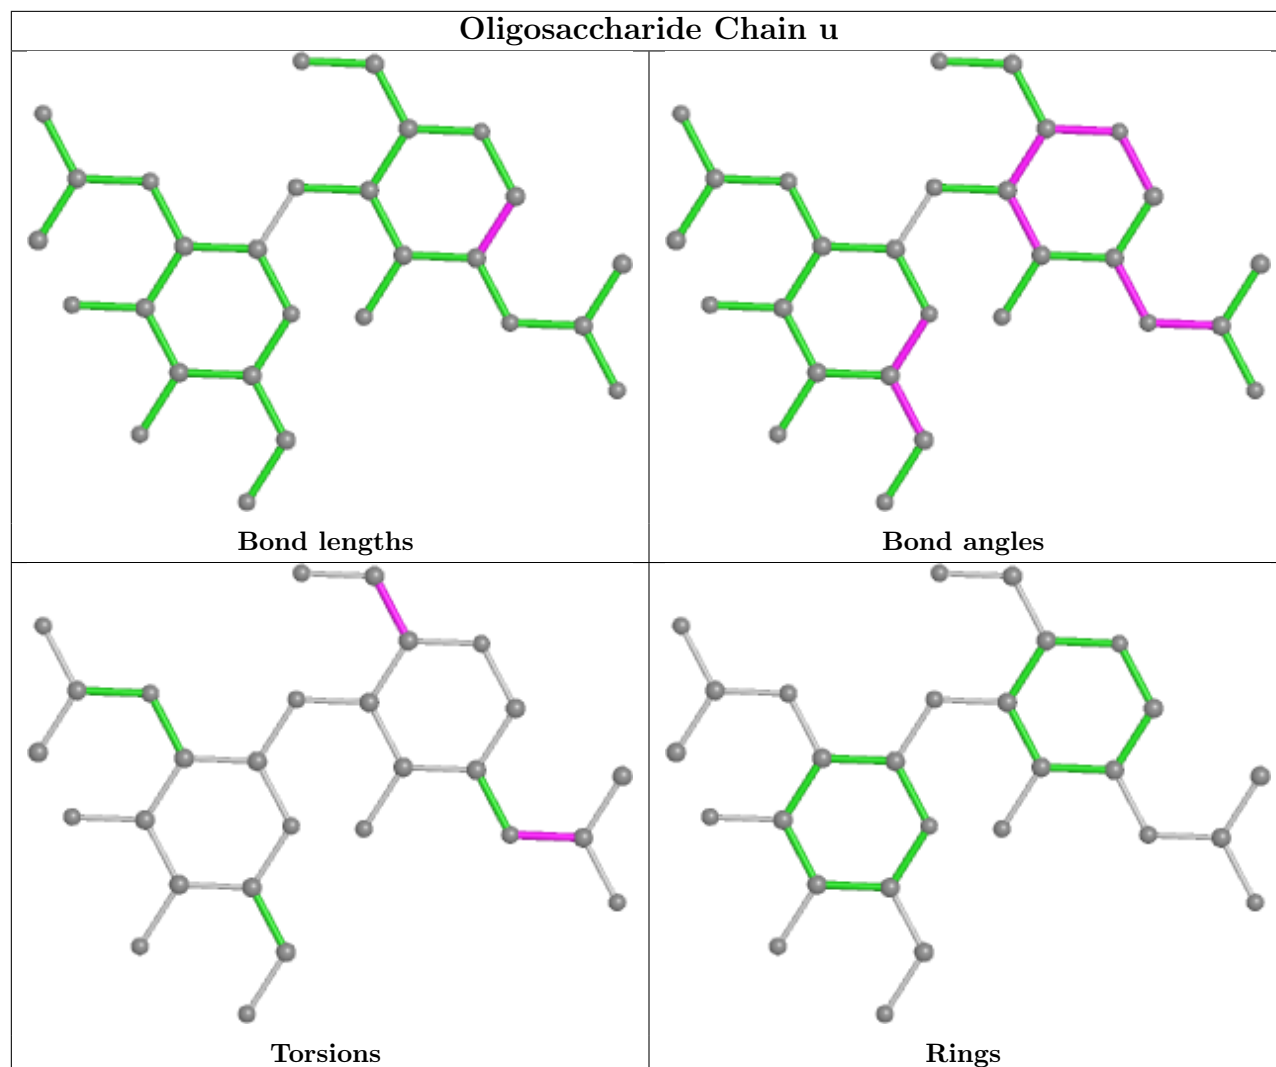 Oligosaccharide Chain u
Bond lengths
Bond angles
Torsions
Rings